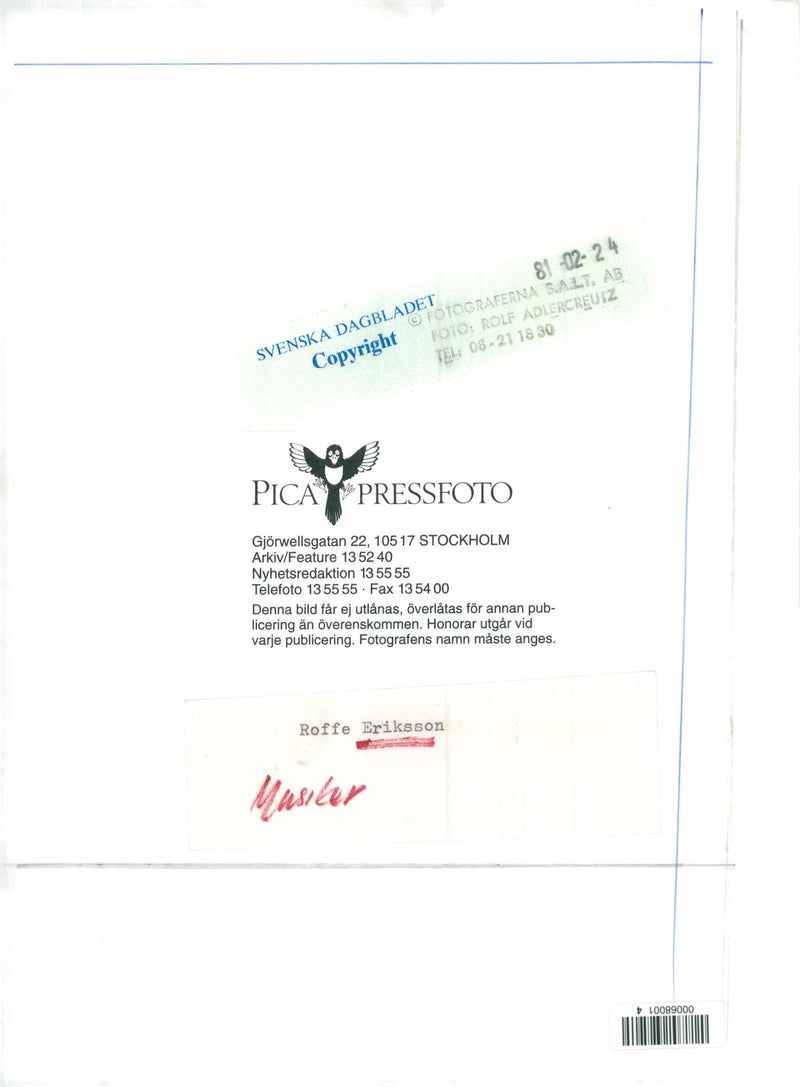 81 -02- 2 4
SVENSKA DAGBLADET
Copyright
© FOTOGRAFERNA S.A.L.T. AB
FOTO: ROLF ADLERCREUTZ
TEL: 08-21 18 30
PICA PRESSFOTO
Gjörwellsgatan 22, 105 17 STOCKHOLM
Arkiv/Feature 13 52 40
Nyhetsredaktion 13 55 55
Telefoto 13 55 55 · Fax 13 54 00
Denna bild får ej utlånas, överlåtas för annan pub-
licering än överenskommen. Honorar utgår vid
varje publicering. Fotografens namn måste anges.
Roffe Eriksson
Musiker
00068001 4